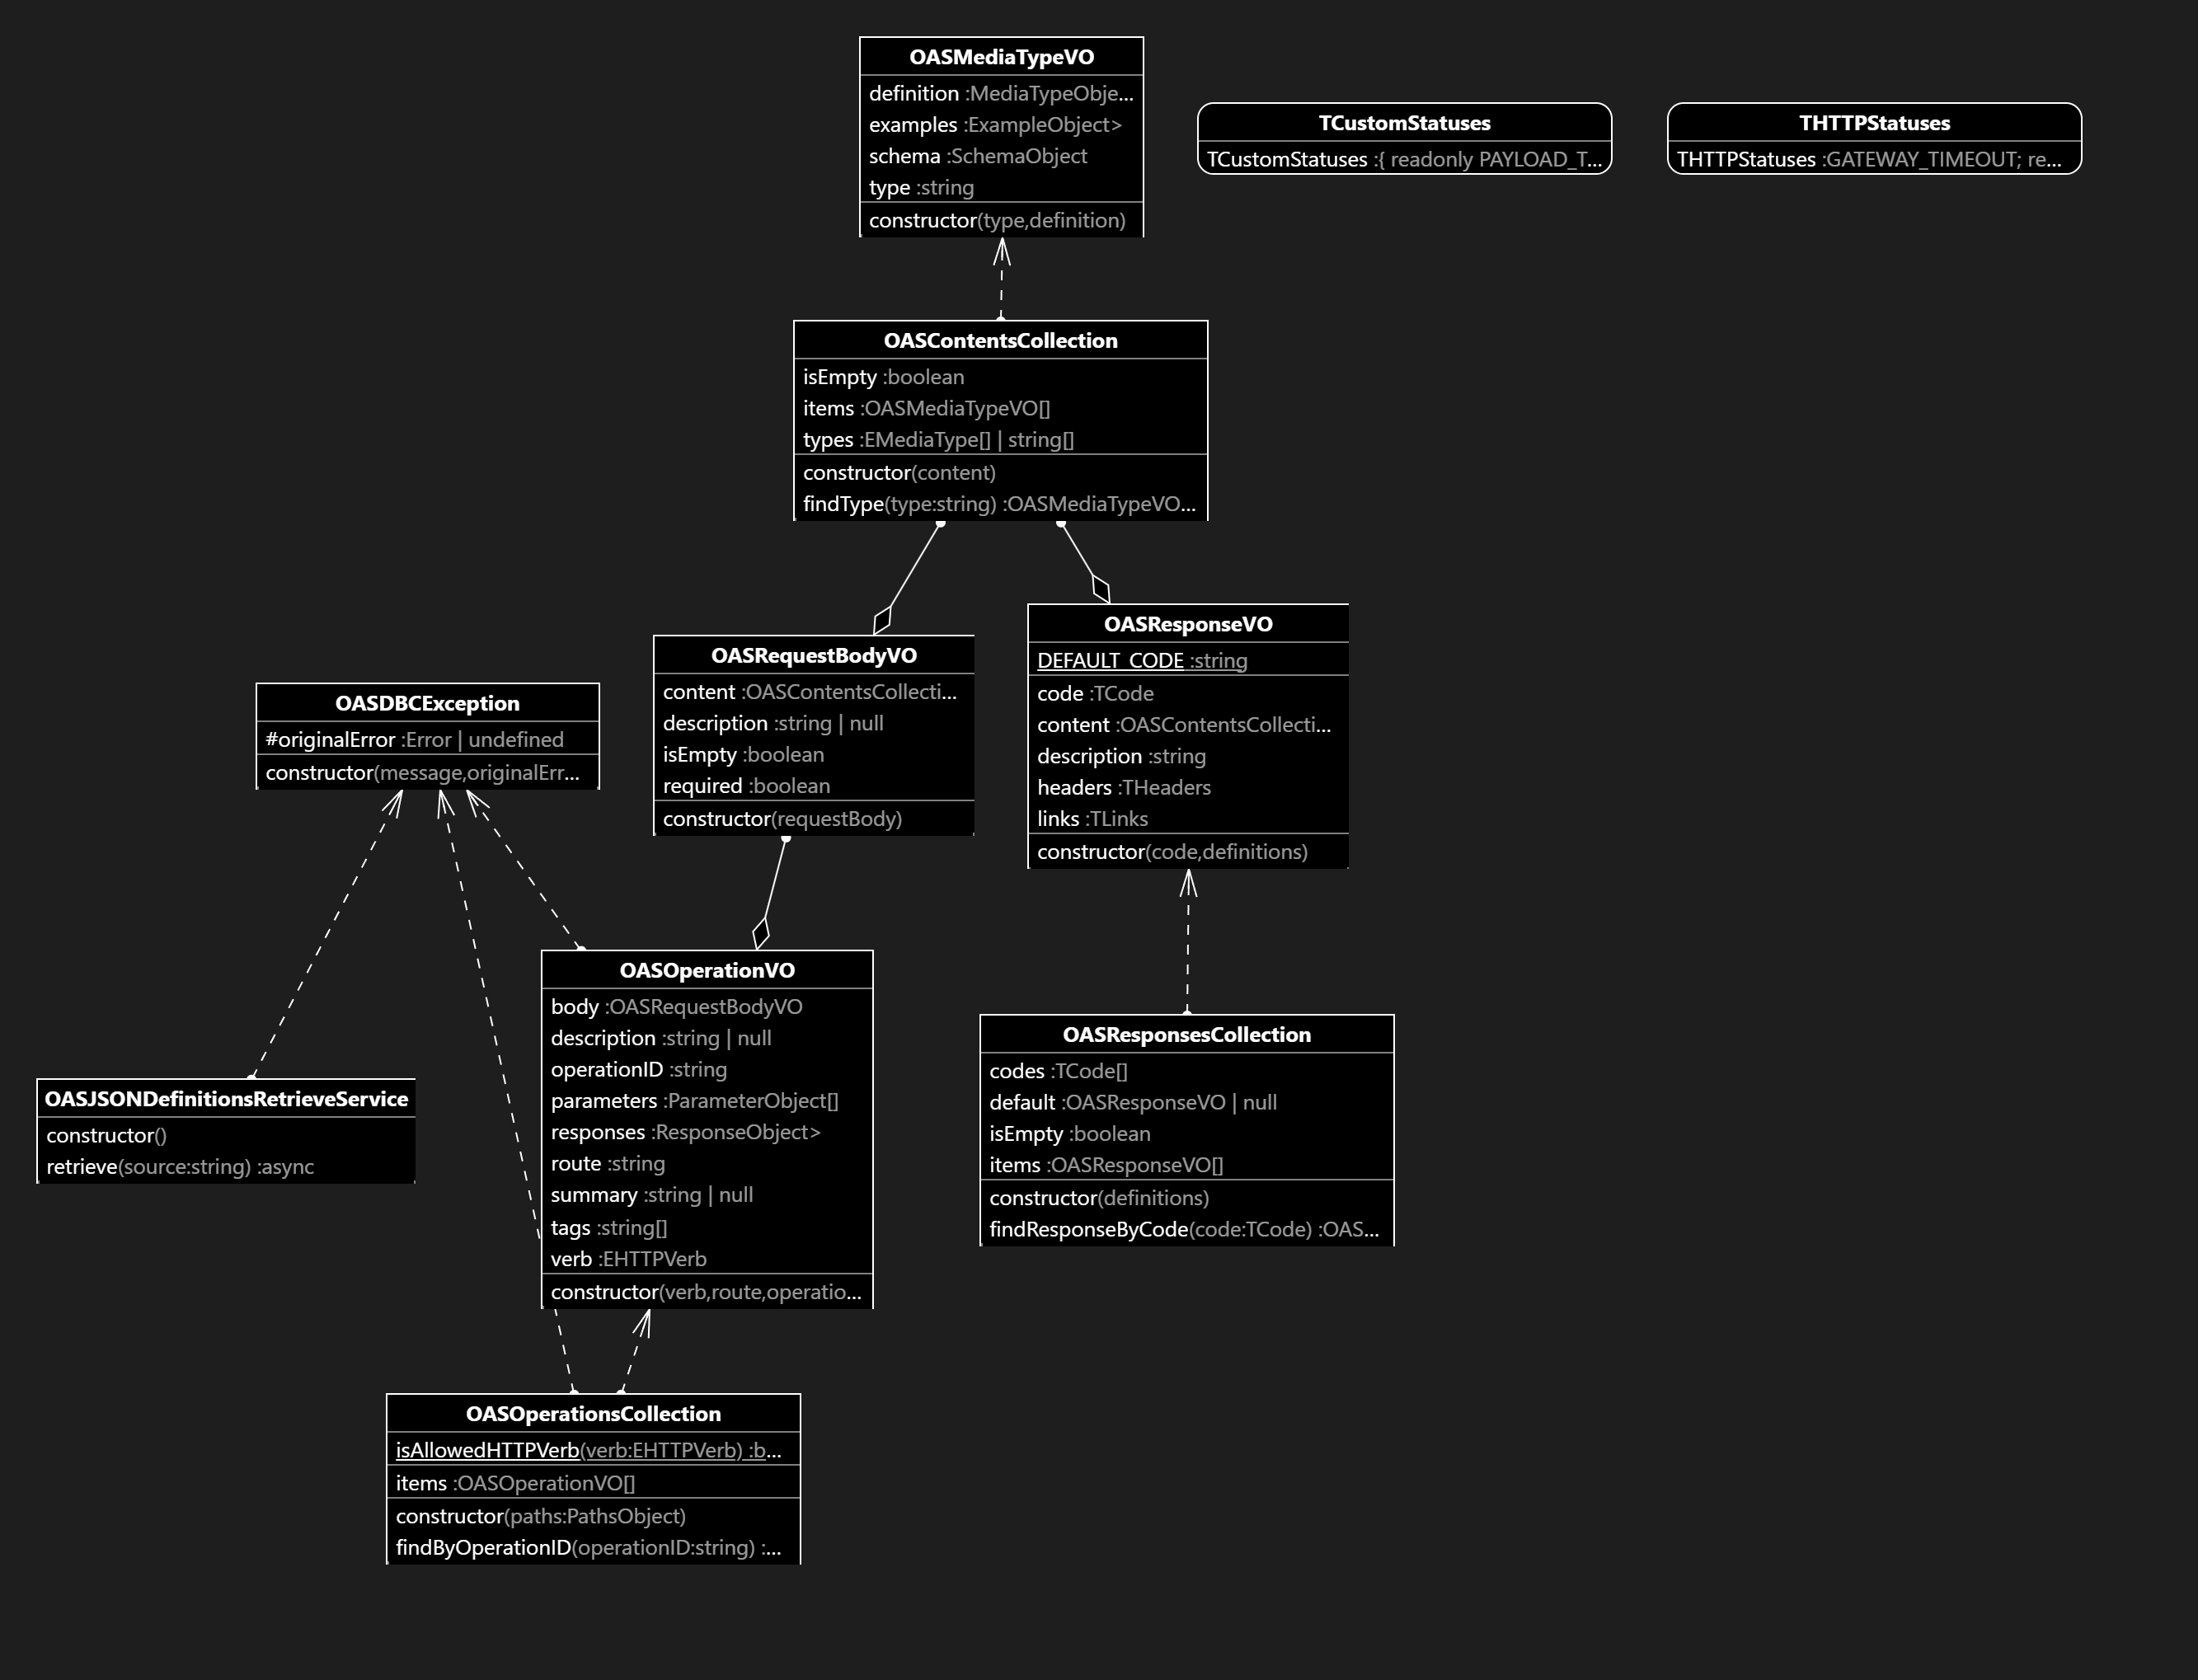 OASMediaTypeVO
definition :MediaTypeObje...
examples :ExampleObject>
schema :SchemaObject
type :string
constructor(type,definition)
TCustomStatuses
TCustomStatuses :{ readonly PAYLOAD_T...
THTTPStatuses
THTTPStatuses :GATEWAY_TIMEOUT; re...
OASContentsCollection
isEmpty :boolean
items :OASMediaTypeVO[]
types :EMediaType[] | string[]
constructor(content)
findType(type:string) :OASMediaTypeVO...
OASRequestBodyVO
content :OASContentsCollecti...
description :string | null
isEmpty :boolean
required :boolean
constructor(requestBody)
OASResponseVO
DEFAULT_CODE :string
code :TCode
content :OASContentsCollecti...
description :string
headers :THeaders
links :TLinks
constructor(code,definitions)
OASDBCException
#originalError :Error | undefined
constructor(message,originalErr...
OASOperationVO
body :OASRequestBodyVO
description :string | null
operationID :string
parameters :ParameterObject[]
responses :ResponseObject>
route :string
summary :string | null
tags :string[]
verb :EHTTPVerb
constructor(verb,route,operatio...
OASResponsesCollection
codes :TCode[]
default :OASResponseVO | null
isEmpty :boolean
items :OASResponseVO[]
constructor(definitions)
findResponseByCode(code:TCode) :OAS...
OASJSONDefinitionsRetrieveService
constructor()
retrieve(source:string) :async
OASOperationsCollection
isAllowedHTTPVerb(verb:EHTTPVerb) :b...
items :OASOperationVO[]
constructor(paths:PathsObject)
findByOperationID(operationID:string) :...